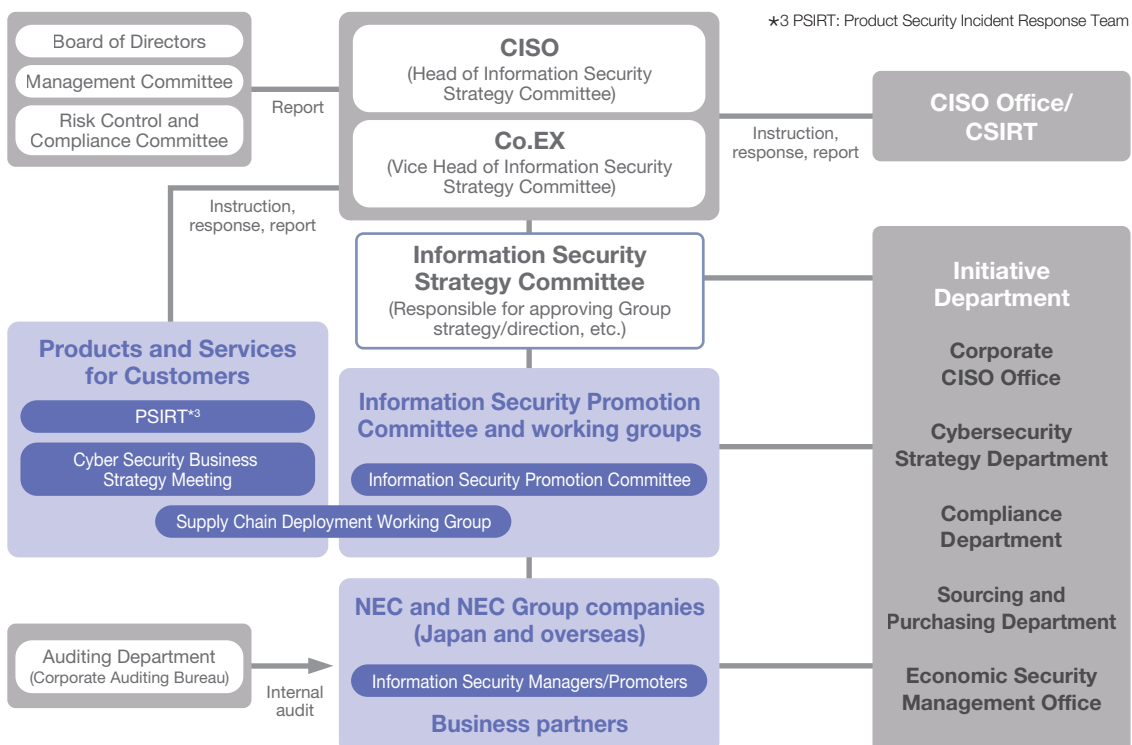 *3 PSIRT: Product Security Incident Response Team
Board of Directors
Management Committee
Risk Control and
Compliance Committee
Report
CISO
(Head of Information Security
Strategy Committee)
Co.EX
(Vice Head of Information Security
Strategy Committee)
Instruction,
response, report
CISO Office/
CSIRT
Instruction,
response, report
Information Security
Strategy Committee
(Responsible for approving Group
strategy/direction, etc.)
Products and Services
for Customers
PSIRT*3
Cyber Security Business
Strategy Meeting
Information Security Promotion
Committee and working groups
Information Security Promotion Committee
Supply Chain Deployment Working Group
NEC and NEC Group companies
(Japan and overseas)
Information Security Managers/Promoters
Business partners
Auditing Department
(Corporate Auditing Bureau)
Internal
audit
Initiative
Department
Corporate
CISO Office
Cybersecurity
Strategy Department
Compliance
Department
Sourcing and
Purchasing Department
Economic Security
Management Office